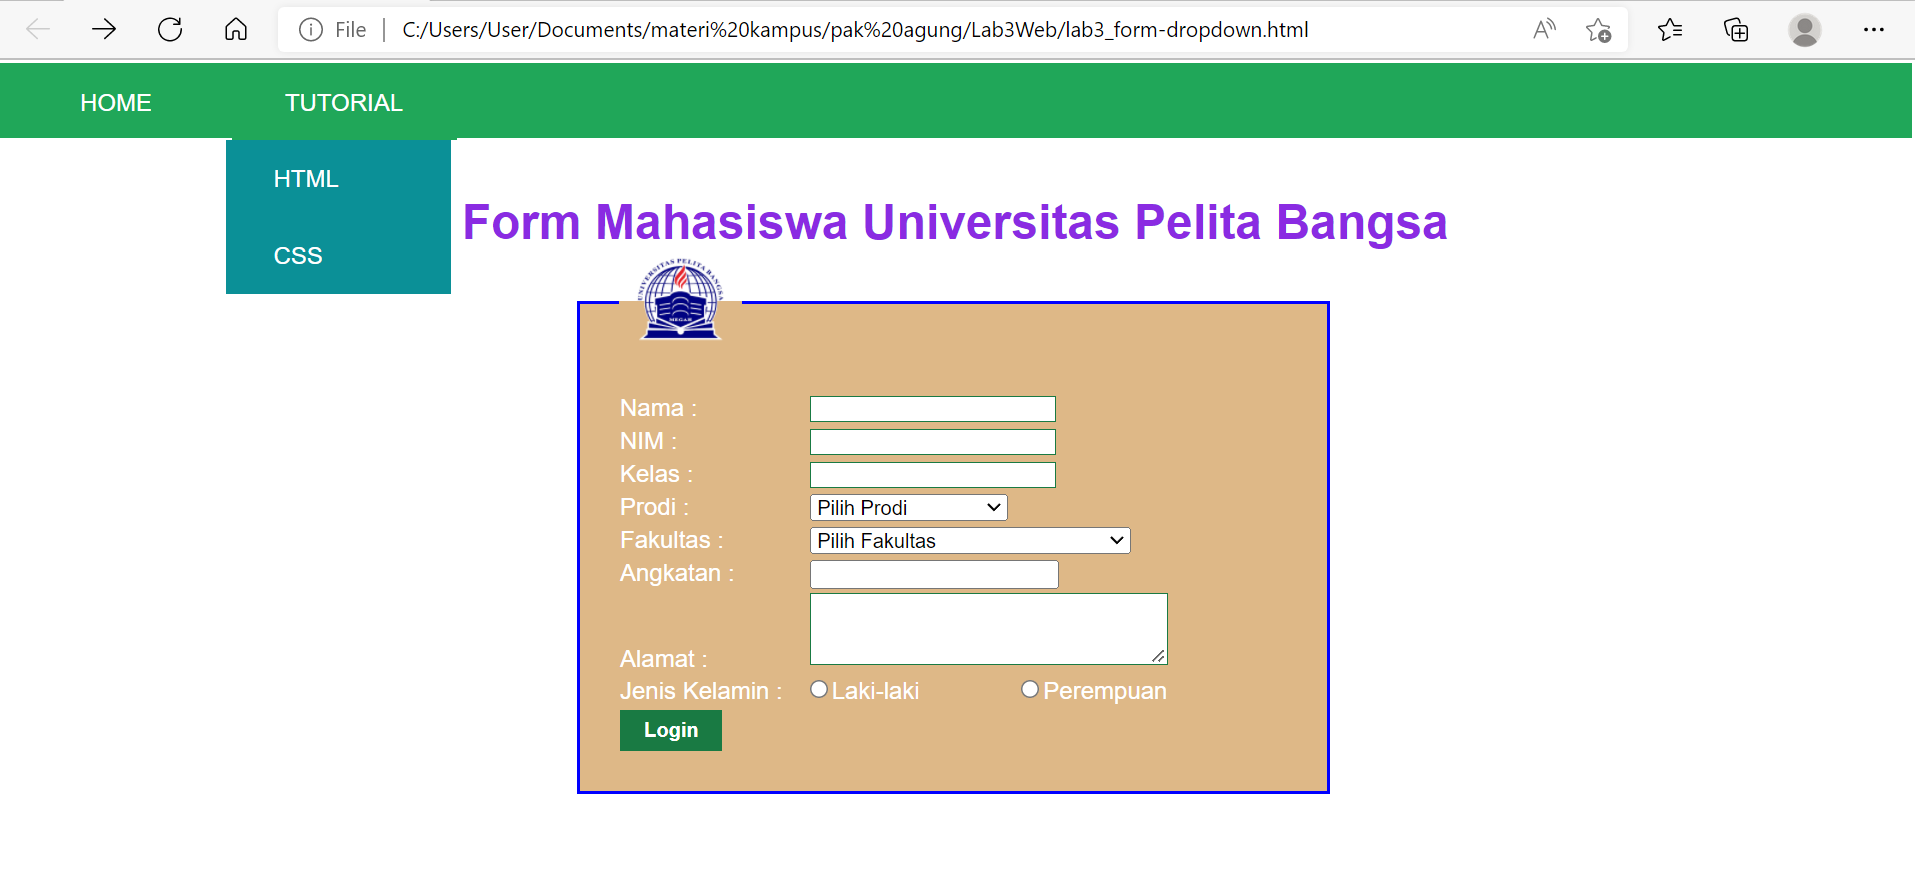 File
C:/Users/User/Documents/materi%20kampus/pak%20agung/Lab3Web/lab3_form-dropdown.html
HOME TUTORIAL
HTML
CSS
Form Mahasiswa Universitas Pelita Bangsa
UNIVERSITAS PELITA BANGSA
MEGAH
Nama :
NIM :
Kelas :
Prodi : Pilih Prodi
Fakultas : Pilih Fakultas
Angkatan :
Alamat :
Jenis Kelamin : Laki-laki Perempuan
Login